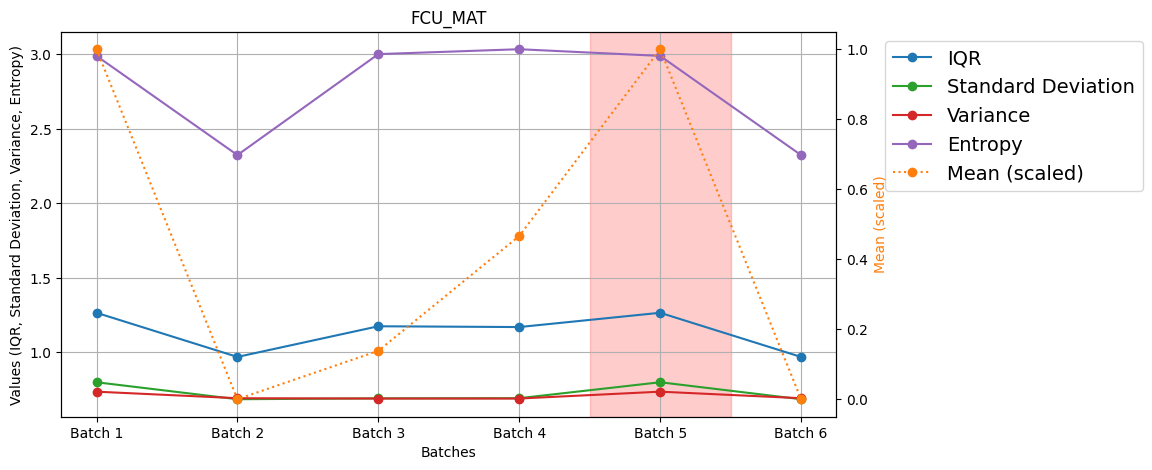 FCU_MAT
Values (IQR, Standard Deviation, Variance, Entropy)
3.0
2.5
2.0
1.5
1.0
1.0
0.8
0.6
0.4
0.2
0.0
Mean (scaled)
Batch 1 Batch 2 Batch 3 Batch 4 Batch 5 Batch 6
Batches
IQR
Standard Deviation
Variance
Entropy
Mean (scaled)